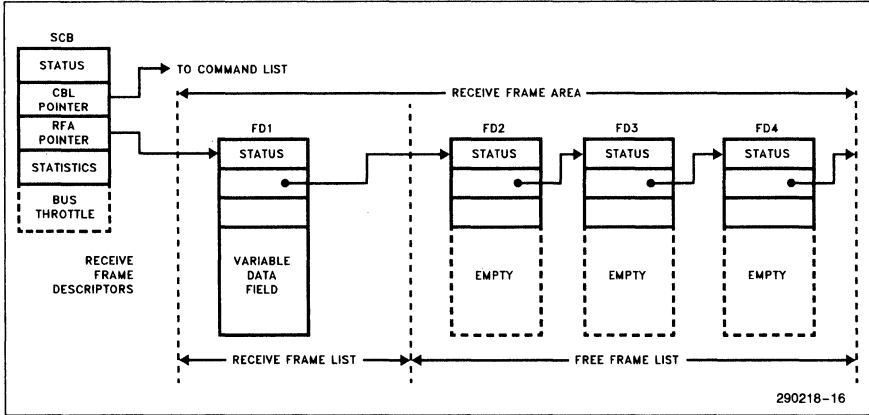 SCB
STATUS
CBL
POINTER
RFA
POINTER
STATISTICS
BUS
THROTTLE
TO COMMAND LIST
RECEIVE FRAME AREA
RECEIVE
FRAME
DESCRIPTORS
FD1
STATUS
VARIABLE
DATA
FIELD
FD2
STATUS
EMPTY
FD3
STATUS
EMPTY
FD4
STATUS
EMPTY
RECEIVE FRAME LIST
FREE FRAME LIST
290218-16